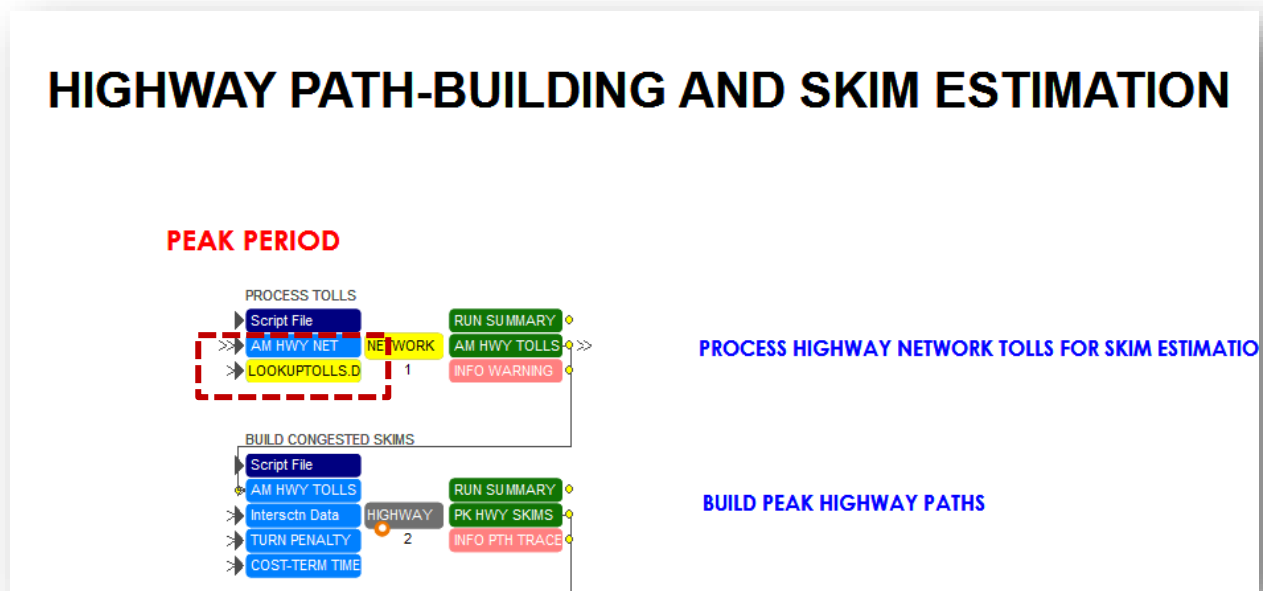 HIGHWAY PATH-BUILDING AND SKIM ESTIMATION
PEAK PERIOD
PROCESS TOLLS
Script File
RUN SUMMARY
AM HWY NET
NETWORK
AM HWY TOLLS
PROCESS HIGHWAY NETWORK TOLLS FOR SKIM ESTIMATIO
LOOKUPTOLLS.D
1
INFO WARNING
BUILD CONGESTED SKIMS
Script File
AM HWY TOLLS
RUN SUMMARY
Intersctn Data
HIGHWAY
PK HWY SKIMS
BUILD PEAK HIGHWAY PATHS
TURN PENALTY
2
INFO PTH TRACE
COST-TERM TIME